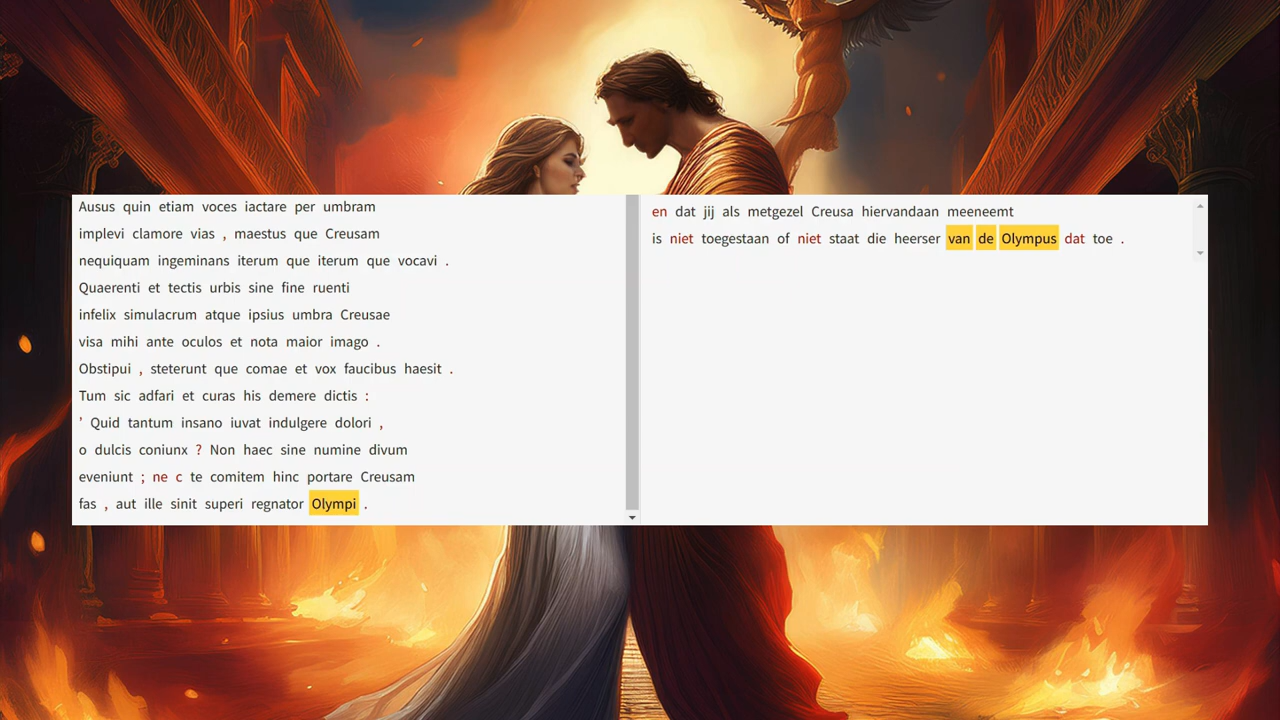 Ausus quin etiam voces iactare per umbram
implevi clamore vias , maestus que Creusam
nequiquam ingeminans iterum que iterum que vocavi .
Quaerenti et tectis urbis sine fine ruenti
infelix simulacrum atque ipsius umbra Creusae
visa mihi ante oculos et nota maior imago .
Obstipui , steterunt que comae et vox faucibus haesit .
Tum sic adfari et curas his demere dictis :
' Quid tantum insano iuvat indulgere dolori ,
o dulcis coniunx ? Non haec sine numine divum
eveniunt ; ne c te comitem hinc portare Creusam
fas , aut ille sinit superi regnator Olympi .
en dat jij als metgezel Creusa hiervandaan meeneemt
is niet toegestaan of niet staat die heerser van de Olympus dat toe .